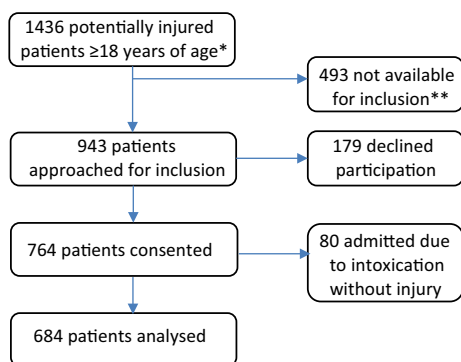 1436 potentially injured
patients ≥18 years of age*
493 not available
for inclusion**
943 patients
approached for inclusion
179 declined
participation
764 patients consented
80 admitted due
to intoxication
without injury
684 patients analysed